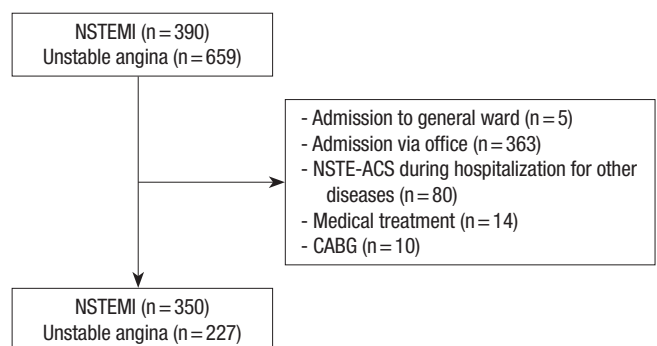 NSTEMI (n = 390)
Unstable angina (n = 659)
- Admission to general ward (n = 5)
- Admission via office (n = 363)
- NSTE-ACS during hospitalization for other
diseases (n = 80)
- Medical treatment (n = 14)
- CABG (n = 10)
NSTEMI (n = 350)
Unstable angina (n = 227)